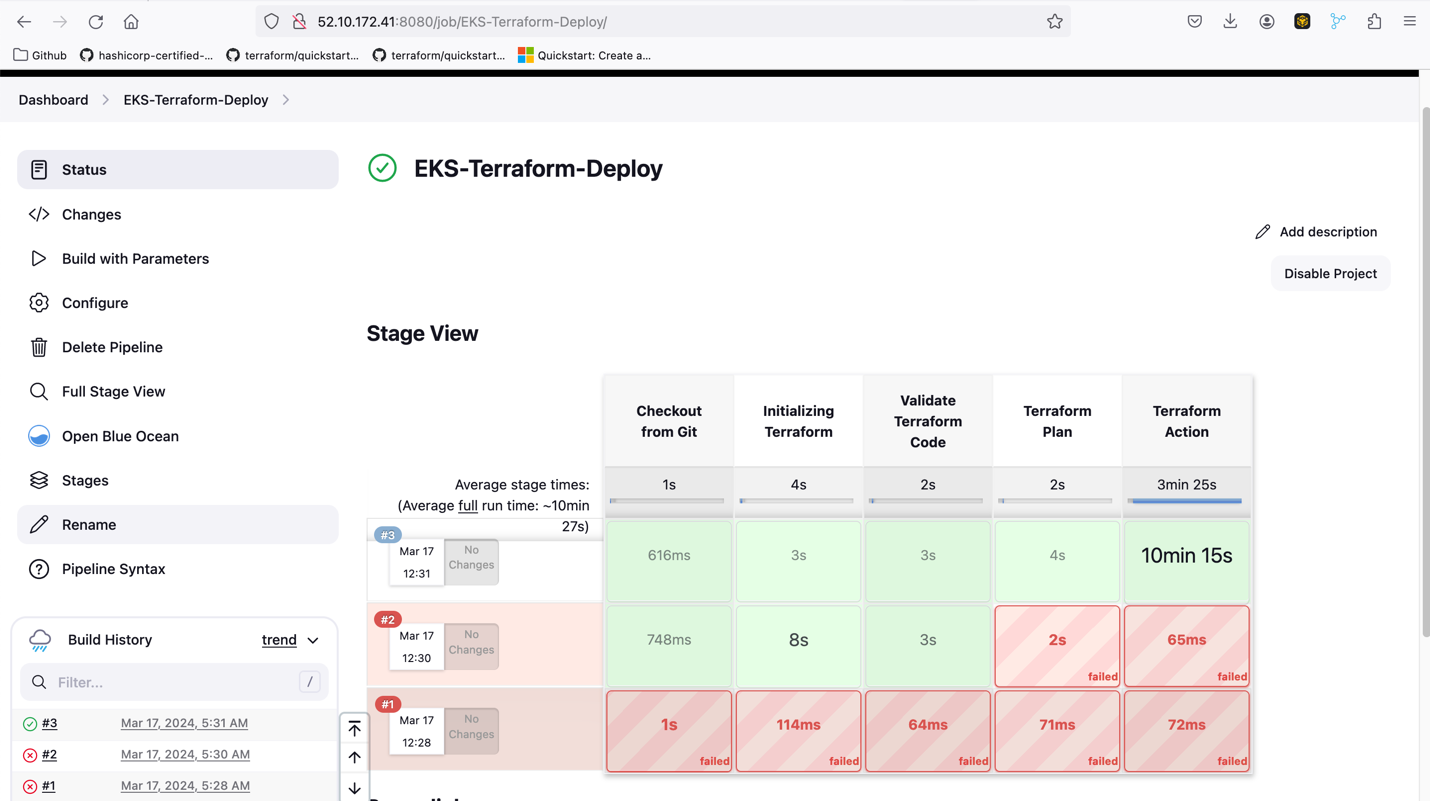 52.10.172.41:8080/job/EKS-Terraform-Deploy/
Github
hashicorp-certified-...
terraform/quickstart...
terraform/quickstart...
Quickstart: Create a...
Dashboard
EKS-Terraform-Deploy
Status
Changes
Build with Parameters
Configure
Delete Pipeline
Full Stage View
Open Blue Ocean
Stages
Rename
Pipeline Syntax
Build History
trend
Filter...
/
#3
Mar 17, 2024, 5:31 AM
#2
Mar 17, 2024, 5:30 AM
#1
Mar 17, 2024, 5:28 AM
EKS-Terraform-Deploy
Add description
Disable Project
Stage View
Checkout
from Git
Initializing
Terraform
Validate
Terraform
Code
Terraform
Plan
Terraform
Action
Average stage times:
(Average full run time: ~10min
27s)
1s
4s
2s
2s
3min 25s
#3
Mar 17
12:31
No
Changes
616ms
3s
3s
4s
10min 15s
#2
Mar 17
12:30
No
Changes
748ms
8s
3s
2s
failed
65ms
failed
#1
Mar 17
12:28
No
Changes
1s
failed
114ms
failed
64ms
failed
71ms
failed
72ms
failed